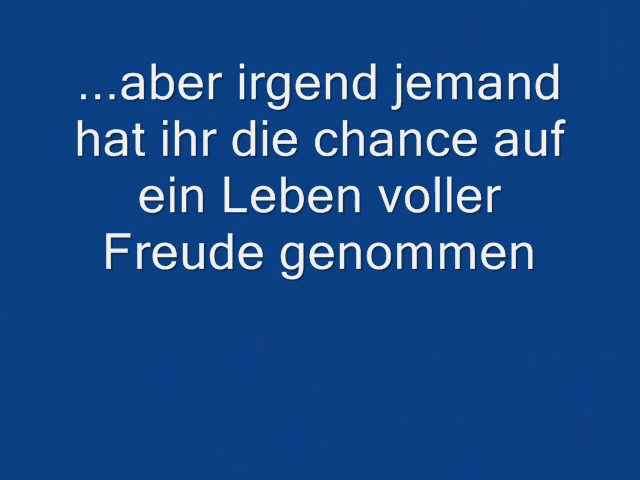 ...aber irgend jemand
hat ihr die chance auf
ein Leben voller
Freude genommen